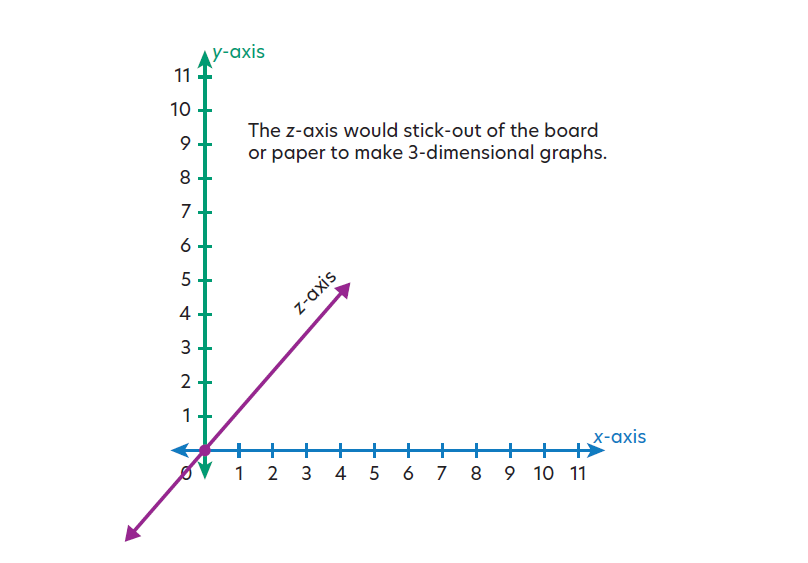 y-axis
11
10
The z-axis would stick-out of the board
9
or paper to make 3-dimensional graphs.
8
7
6
5
z-axis
4
3
2
1
x-axis
0 1 2 3 4 5 6 7 8 9 10 11